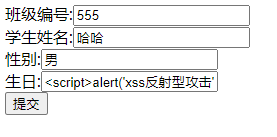 班级编号:555
学生姓名:哈哈
性别:男
生日:<script>alert('xss反射型攻击'
提交